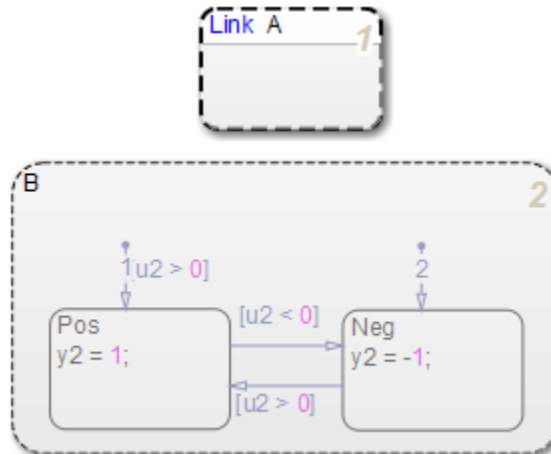 Link A
1
B
2
1[u2 > 0]
2
Pos
y2 = 1;
[u2 < 0]
Neg
y2 = -1;
[u2 > 0]